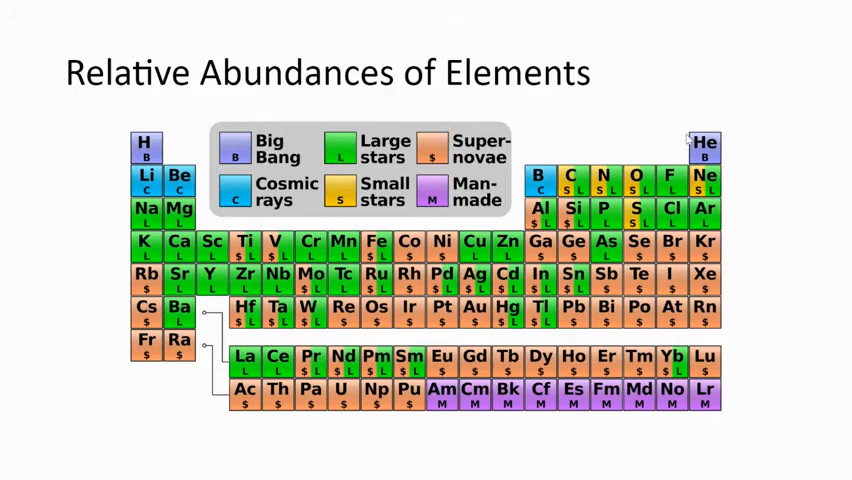 Relative Abundances of Elements
Big Bang B
Large stars L
Super-novae $
Cosmic rays C
Small stars S
Man-made M
H He
B B
Li Be B C N O F Ne
C C C S L S L S L L S L
Na Mg Al Si P S Cl Ar
L L $ L $ L L S L L L
K Ca Sc Ti V Cr Mn Fe Co Ni Cu Zn Ga Ge As Se Br Kr
L L L $ L $ L L L $ L $ $ L L $ $ L $ $ $
Rb Sr Y Zr Nb Mo Tc Ru Rh Pd Ag Cd In Sn Sb Te I Xe
$ L L L L $ L L $ L $ $ L $ L $ L $ L $ L $ $ $ $
Cs Ba Hf Ta W Re Os Ir Pt Au Hg Tl Pb Bi Po At Rn
$ L $ L $ L $ L $ $ $ $ $ $ L $ L $ $ $ $ $
Fr Ra
$ $
La Ce Pr Nd Pm Sm Eu Gd Tb Dy Ho Er Tm Yb Lu
L L $ L $ L $ L $ L $ $ $ $ $ $ $ $ L $
Ac Th Pa U Np Pu Am Cm Bk Cf Es Fm Md No Lr
$ $ $ $ $ $ M M M M M M M M M